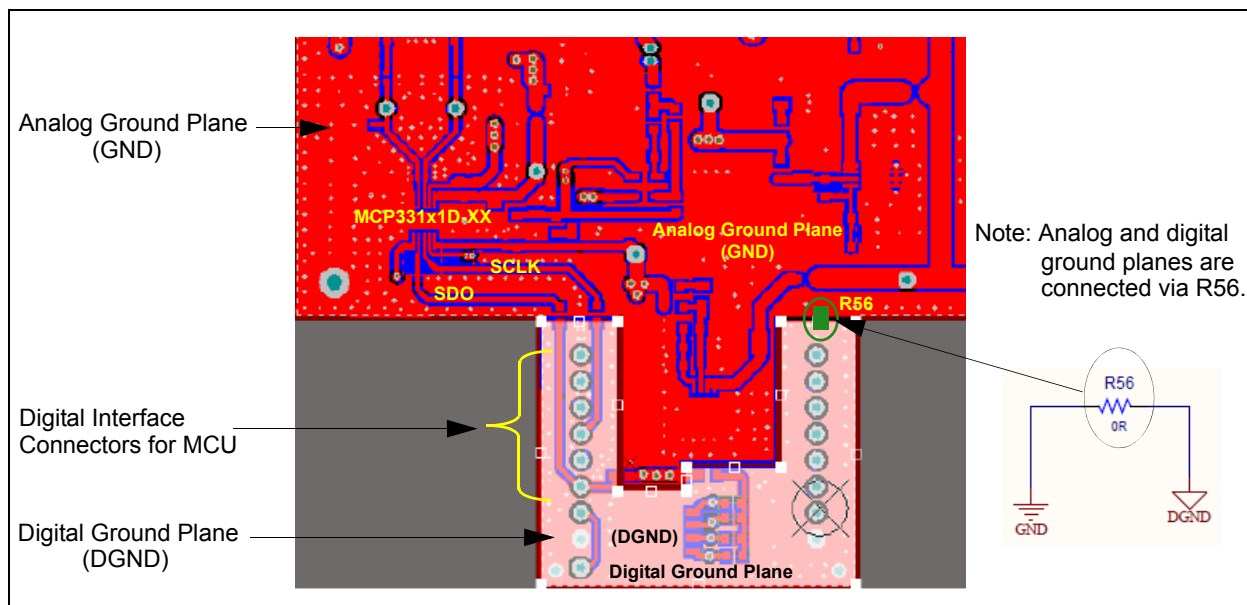 Analog Ground Plane
(GND)
MCP331x1D-XX
Analog Ground Plane
(GND)
SCLK
SDO
R56
Note: Analog and digital
ground planes are
connected via R56.
R56
0R
GND
DGND
Digital Interface
Connectors for MCU
Digital Ground Plane
(DGND)
(DGND)
Digital Ground Plane